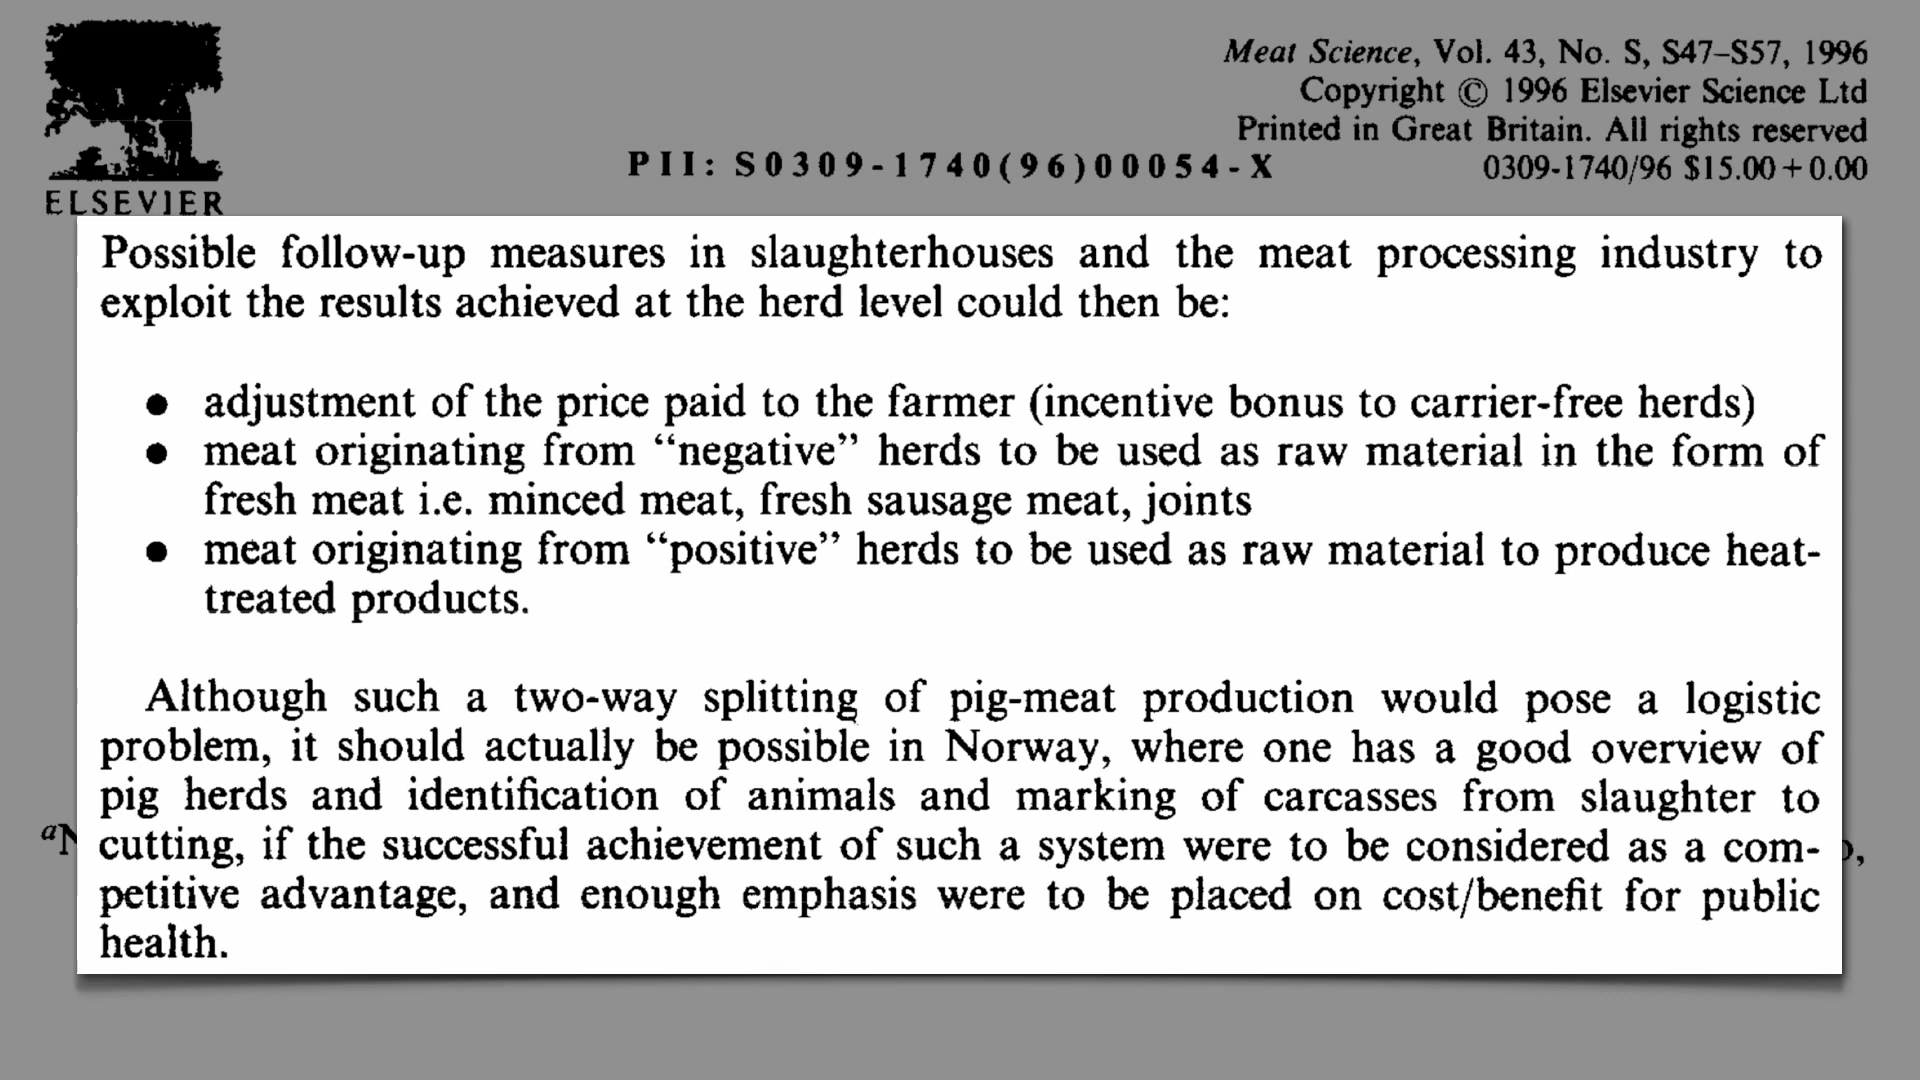 Meat Science, Vol. 43, No. S, S47–S57, 1996
Copyright © 1996 Elsevier Science Ltd
Printed in Great Britain. All rights reserved
PII: S0309-1740(96)00054-X
0309-1740/96 $15.00+0.00
ELSEVIER
Possible follow-up measures in slaughterhouses and the meat processing industry to
exploit the results achieved at the herd level could then be:
● adjustment of the price paid to the farmer (incentive bonus to carrier-free herds)
● meat originating from “negative” herds to be used as raw material in the form of
fresh meat i.e. minced meat, fresh sausage meat, joints
● meat originating from “positive” herds to be used as raw material to produce heat-
treated products.
Although such a two-way splitting of pig-meat production would pose a logistic
problem, it should actually be possible in Norway, where one has a good overview of
pig herds and identification of animals and marking of carcasses from slaughter to
cutting, if the successful achievement of such a system were to be considered as a com-
petitive advantage, and enough emphasis were to be placed on cost/benefit for public
health.